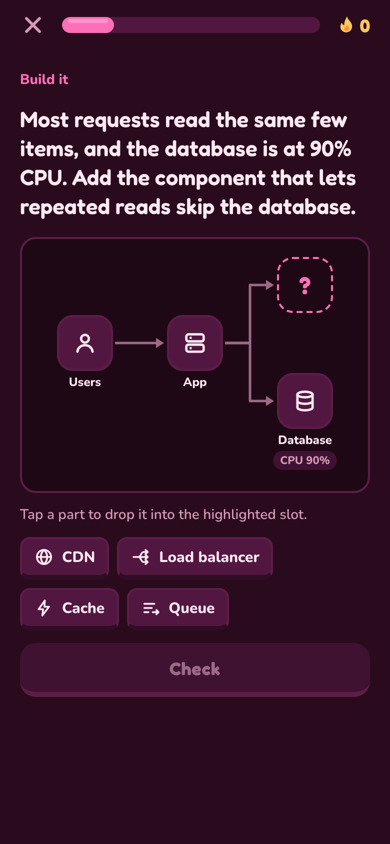 0
Build it
Most requests read the same few
items, and the database is at 90%
CPU. Add the component that lets
repeated reads skip the database.
?
Users
App
Database
CPU 90%
Tap a part to drop it into the highlighted slot.
CDN
Load balancer
Cache
Queue
Check